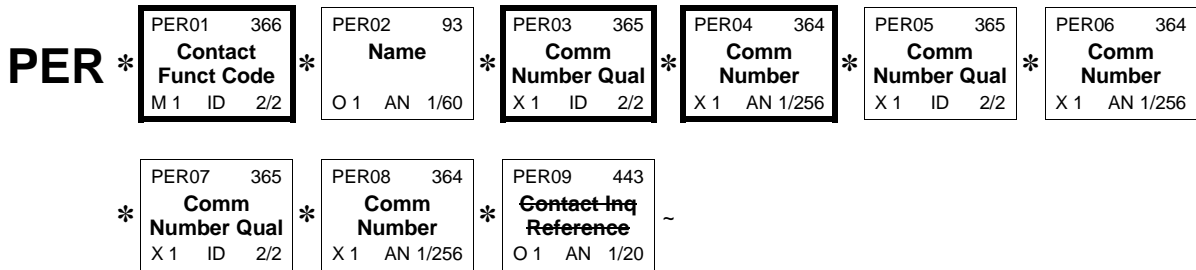 PER01 366 PER02 93 PER03 365 PER04 364 PER05 365 PER06 364
PER * Contact * Name * Comm * Comm * Comm * Comm
Funct Code Number Qual Number Number Qual Number
M 1 ID 2/2 O 1 AN 1/60 X 1 ID 2/2 X 1 AN 1/256 X 1 ID 2/2 X 1 AN 1/256
PER07 365 PER08 364 PER09 443
* Comm * Comm * Contact Inq ~
Number Qual Number Reference
X 1 ID 2/2 X 1 AN 1/256 O 1 AN 1/20